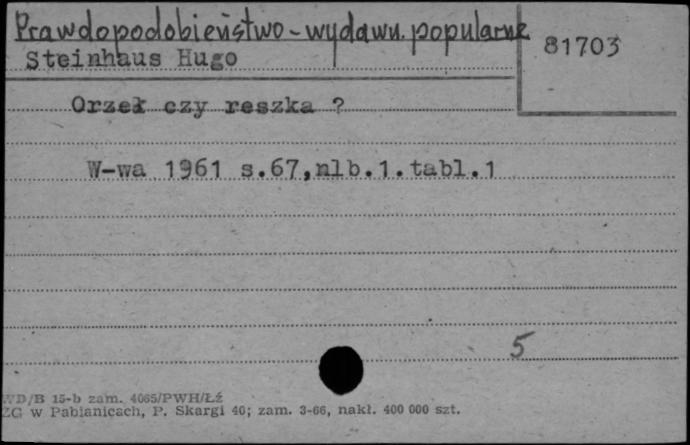 Prawdopodobieństwo - wydawn. popularne
81703
Steinhaus Hugo
Orzeł czy reszka ?
W-wa 1961 s.67,nlb.1.tabl.1
5
WD/B 15-b zam. 4065/PWH/Łź
ZG w Pabianicach, P. Skargi 40; zam. 3-66, nakł. 400 000 szt.